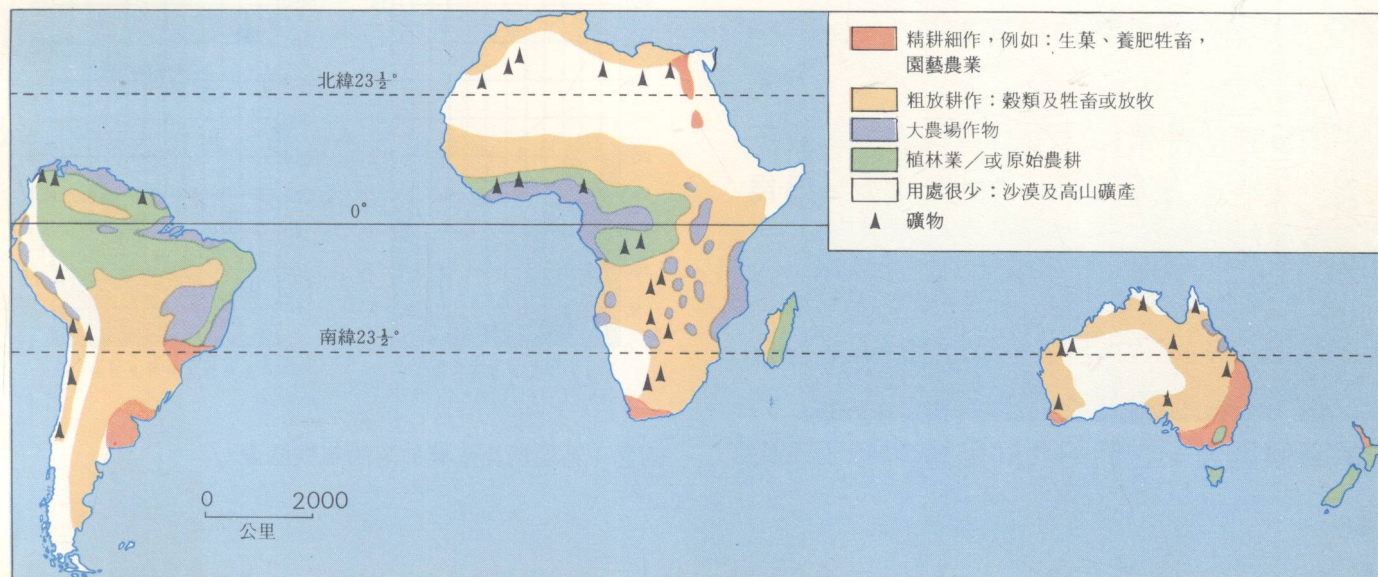 精耕細作，例如：生菓、養肥牲畜，
園藝農業
粗放耕作：穀類及牲畜或放牧
大農場作物
植林業／或原始農耕
用處很少：沙漠及高山礦產
礦物
北緯23½°
0°
南緯23½°
0 2000
公里